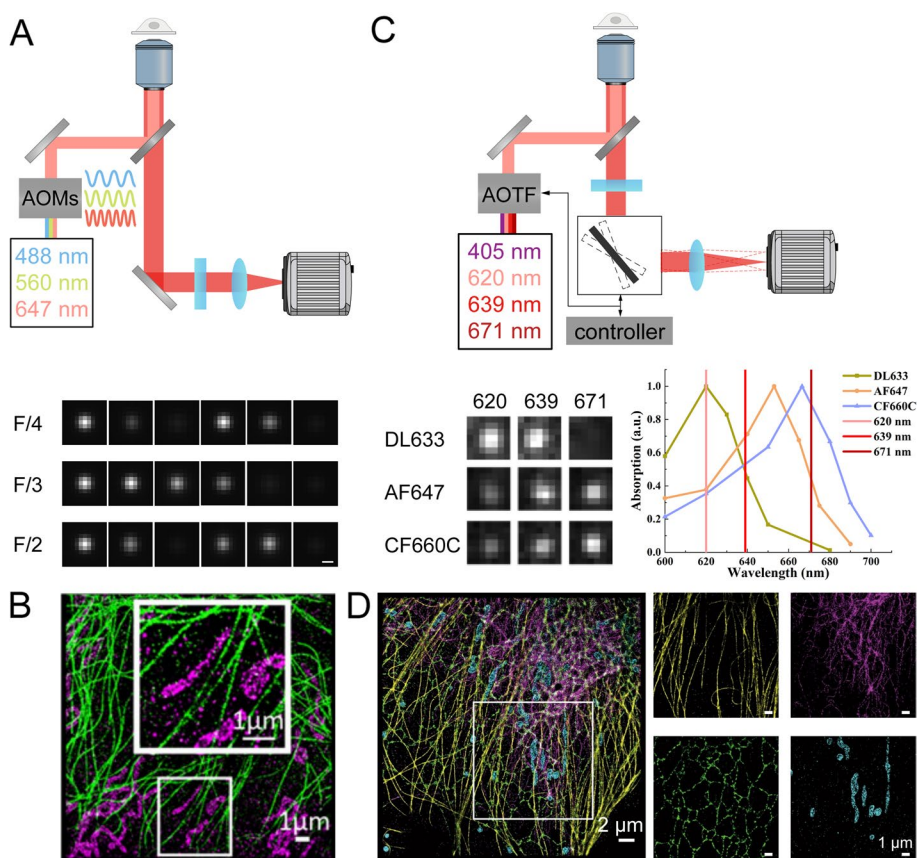 A
AOMs
488 nm
560 nm
647 nm
F/4
F/3
F/2
C
AOTF
405 nm
620 nm
639 nm
671 nm
controller
620 639 671
DL633
AF647
CF660C
Absorption (a.u.)
1.0
0.8
0.6
0.4
0.2
0.0
600 620 640 660 680 700
Wavelength (nm)
DL633
AF647
CF660C
620 nm
639 nm
671 nm
B
1μm
1μm
D
2 μm
1 μm